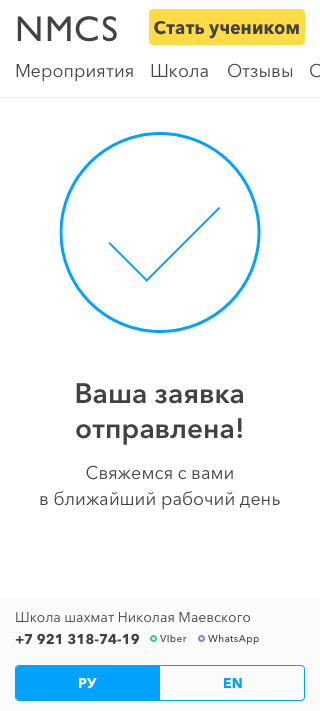 NMCS
Стать учеником
Мероприятия Школа Отзывы
Ваша заявка
отправлена!
Свяжемся с вами
в ближайший рабочий день
Школа шахмат Николая Маевского
+7 921 318-74-19 VIber WhatsApp
РУ EN